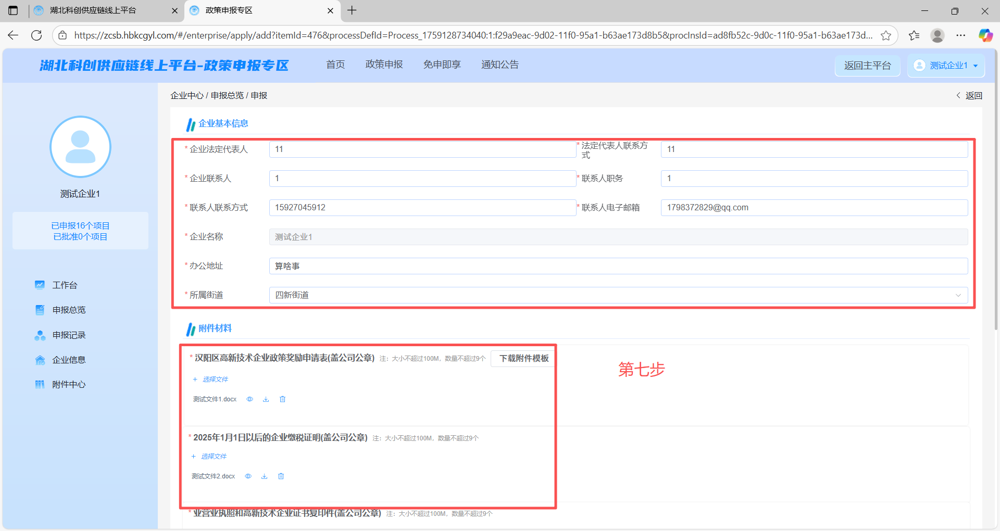 湖北科创供应链线上平台
政策申报专区
https://zcsb.hbkcgyl.com/#/enterprise/apply/add?itemId=476&processDefId=Process_1759128734040:1:f29a9eac-9d02-11f0-95a1-b63ae173d8b5&procInsId=ad8fb52c-9d0c-11f0-95a1-b63ae173d...
湖北科创供应链线上平台-政策申报专区
首页
政策申报
免申即享
通知公告
返回主平台
测试企业1
测试企业1
已申报16个项目
已批准0个项目
工作台
申报总览
申报记录
企业信息
附件中心
企业中心 / 申报总览 / 申报
返回
企业基本信息
* 企业法定代表人 11
* 法定代表人联系方式 11
* 企业联系人 1
* 联系人职务 1
* 联系人联系方式 15927045912
* 联系人电子邮箱 1798372829@qq.com
* 企业名称 测试企业1
* 办公地址 算啥事
* 所属街道 四新街道
附件材料
* 汉阳区高新技术企业政策奖励申请表(盖公司公章) 注：大小不超过100M，数量不超过9个 下载附件模板
+ 选择文件
测试文件1.docx
第七步
* 2025年1月1日以后的企业缴税证明(盖公司公章) 注：大小不超过100M，数量不超过9个
+ 选择文件
测试文件2.docx
* 业营业执照和高新技术企业证书复印件(盖公司公章) 注：大小不超过100M，数量不超过9个